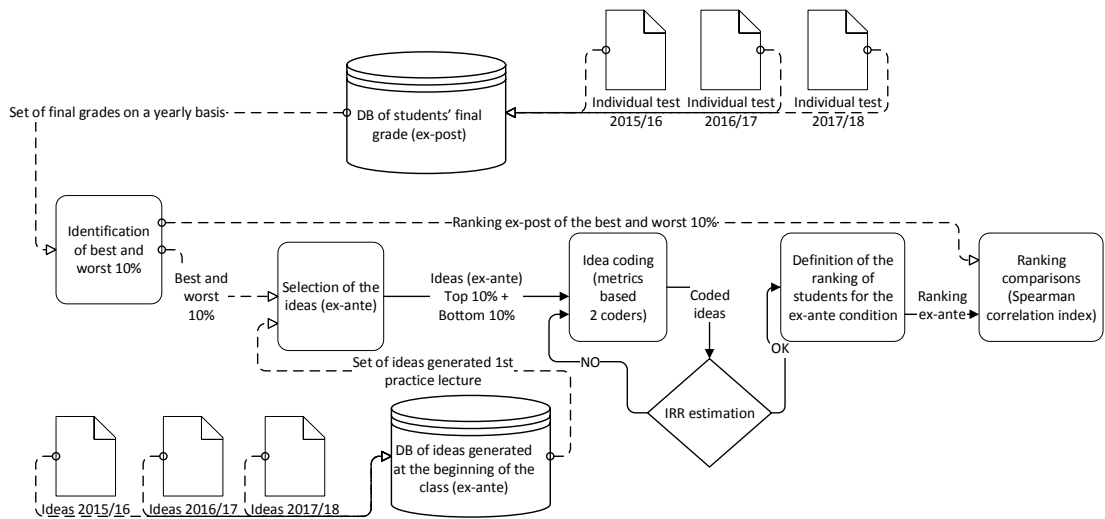 Individual test
2015/16
Individual test
2016/17
Individual test
2017/18
Set of final grades on a yearly basis
DB of students’ final
grade (ex-post)
Identification
of best and
worst 10%
Ranking ex-post of the best and worst 10%
Best and
worst
10%
Selection of the
ideas (ex-ante)
Ideas (ex-ante)
Top 10% +
Bottom 10%
Idea coding
(metrics
based
2 coders)
Coded
ideas
Definition of the
ranking of
students for the
ex-ante condition
Ranking
ex-ante
Ranking
comparisons
(Spearman
correlation index)
NO
OK
IRR estimation
Set of ideas generated 1st
practice lecture
DB of ideas generated
at the beginning of the
class (ex-ante)
Ideas 2015/16
Ideas 2016/17
Ideas 2017/18